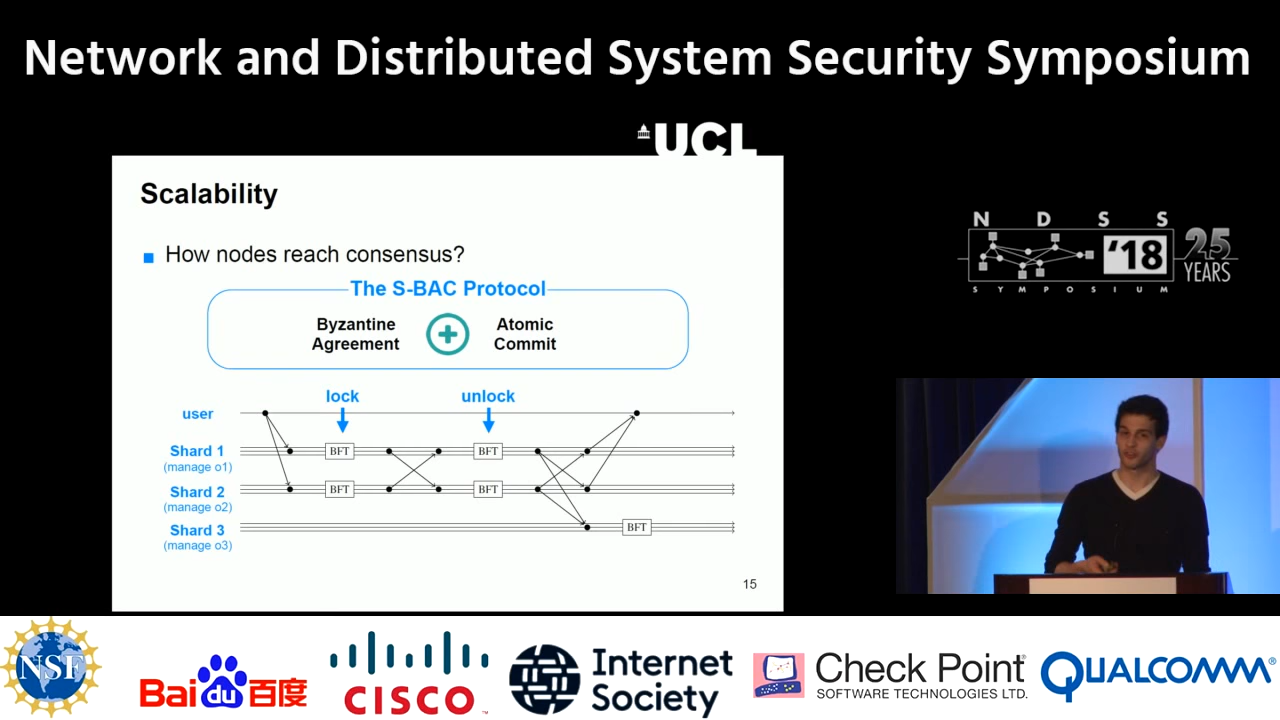 Network and Distributed System Security Symposium
UCL
Scalability
How nodes reach consensus?
The S-BAC Protocol
Byzantine Agreement
Atomic Commit
lock
unlock
user
Shard 1
(manage o1)
BFT
BFT
Shard 2
(manage o2)
BFT
BFT
Shard 3
(manage o3)
BFT
15
N D S S
'18
25 YEARS
SYMPOSIUM
NSF
Bai du 百度
CISCO
Internet Society
Check Point
SOFTWARE TECHNOLOGIES LTD.
QUALCOMM